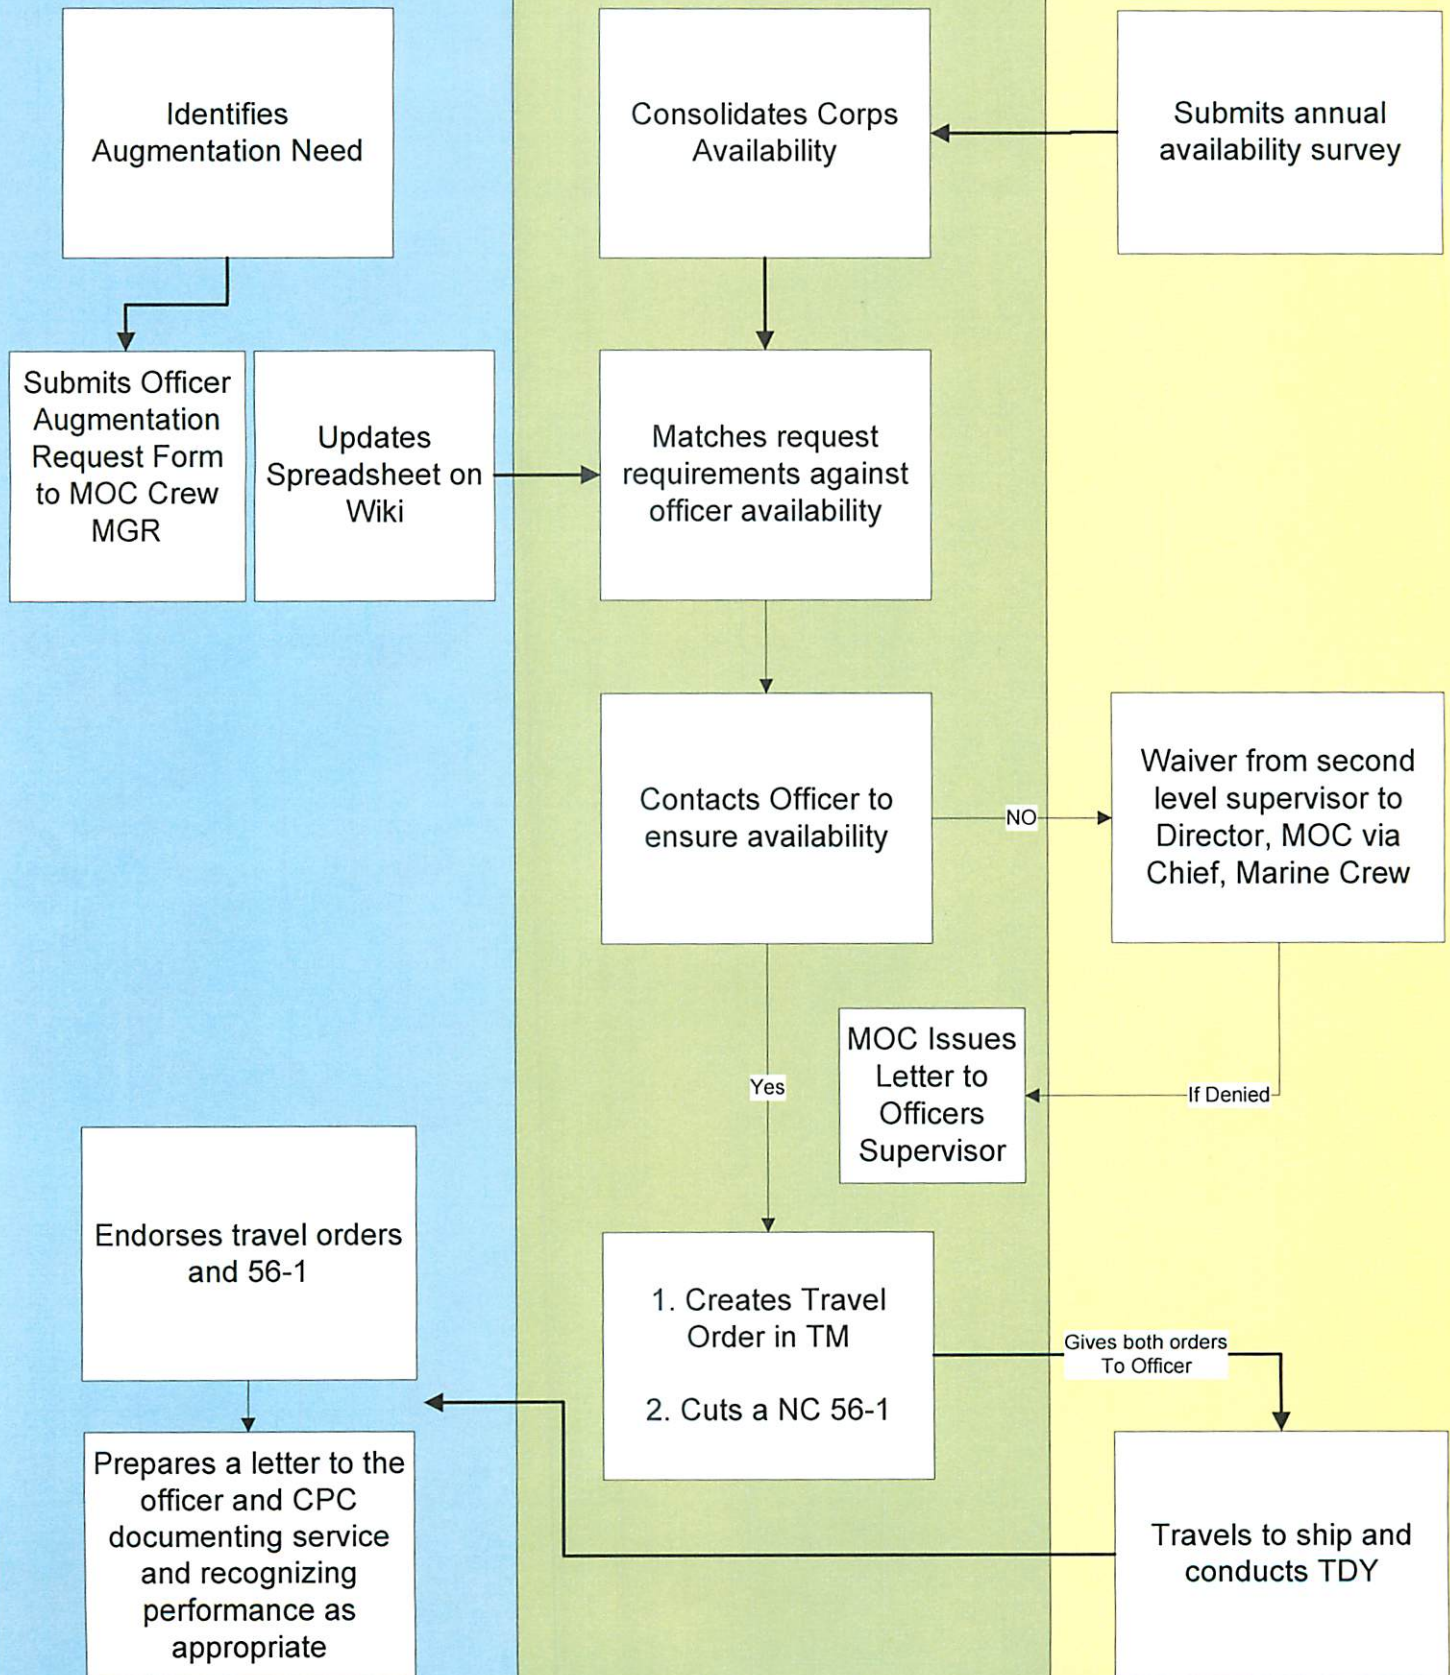 Identifies
Augmentation Need
Consolidates Corps
Availability
Submits annual
availability survey
Submits Officer
Augmentation
Request Form
to MOC Crew
MGR
Updates
Spreadsheet on
Wiki
Matches request
requirements against
officer availability
Contacts Officer to
ensure availability
NO
Waiver from second
level supervisor to
Director, MOC via
Chief, Marine Crew
Yes
MOC Issues
Letter to
Officers
Supervisor
If Denied
Endorses travel orders
and 56-1
1. Creates Travel
Order in TM
2. Cuts a NC 56-1
Gives both orders
To Officer
Prepares a letter to the
officer and CPC
documenting service
and recognizing
performance as
appropriate
Travels to ship and
conducts TDY